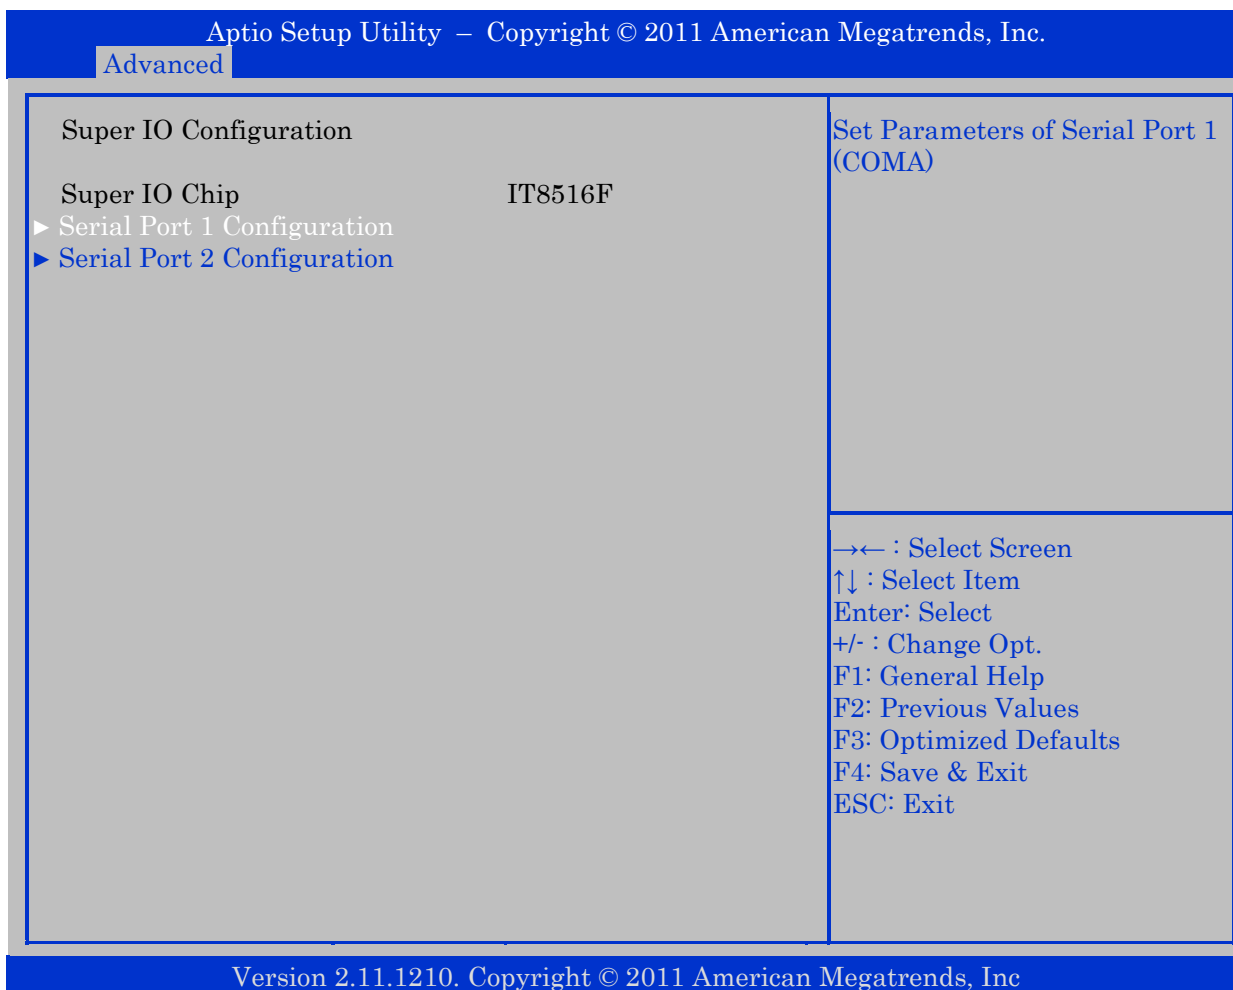 Aptio Setup Utility – Copyright © 2011 American Megatrends, Inc.
Advanced
Super IO Configuration
Super IO Chip IT8516F
► Serial Port 1 Configuration
► Serial Port 2 Configuration
Set Parameters of Serial Port 1
(COMA)
→← : Select Screen
↑↓ : Select Item
Enter: Select
+/- : Change Opt.
F1: General Help
F2: Previous Values
F3: Optimized Defaults
F4: Save & Exit
ESC: Exit
Version 2.11.1210. Copyright © 2011 American Megatrends, Inc